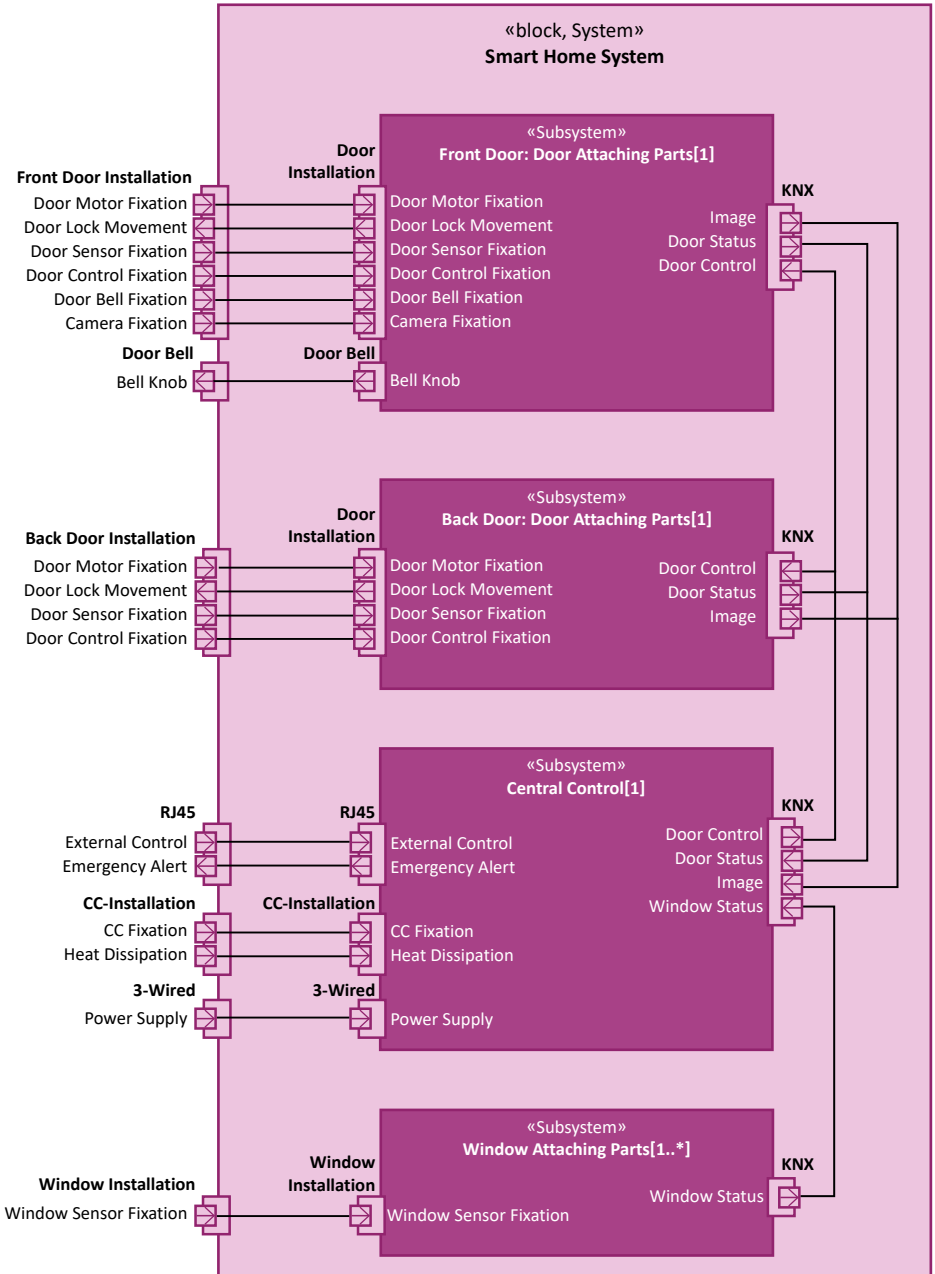 «block, System»
Smart Home System
«Subsystem»
Front Door: Door Attaching Parts[1]
Front Door Installation
Door Motor Fixation
Door Lock Movement
Door Sensor Fixation
Door Control Fixation
Door Bell Fixation
Camera Fixation
Door Bell
Bell Knob
Door
Installation
Door Motor Fixation
Door Lock Movement
Door Sensor Fixation
Door Control Fixation
Door Bell Fixation
Camera Fixation
Door Bell
Bell Knob
KNX
Image
Door Status
Door Control
«Subsystem»
Back Door: Door Attaching Parts[1]
Back Door Installation
Door Motor Fixation
Door Lock Movement
Door Sensor Fixation
Door Control Fixation
Door
Installation
Door Motor Fixation
Door Lock Movement
Door Sensor Fixation
Door Control Fixation
KNX
Door Control
Door Status
Image
«Subsystem»
Central Control[1]
RJ45
External Control
Emergency Alert
CC-Installation
CC Fixation
Heat Dissipation
3-Wired
Power Supply
RJ45
External Control
Emergency Alert
CC-Installation
CC Fixation
Heat Dissipation
3-Wired
Power Supply
KNX
Door Control
Door Status
Image
Window Status
«Subsystem»
Window Attaching Parts[1..*]
Window Installation
Window Sensor Fixation
Window
Installation
Window Sensor Fixation
KNX
Window Status